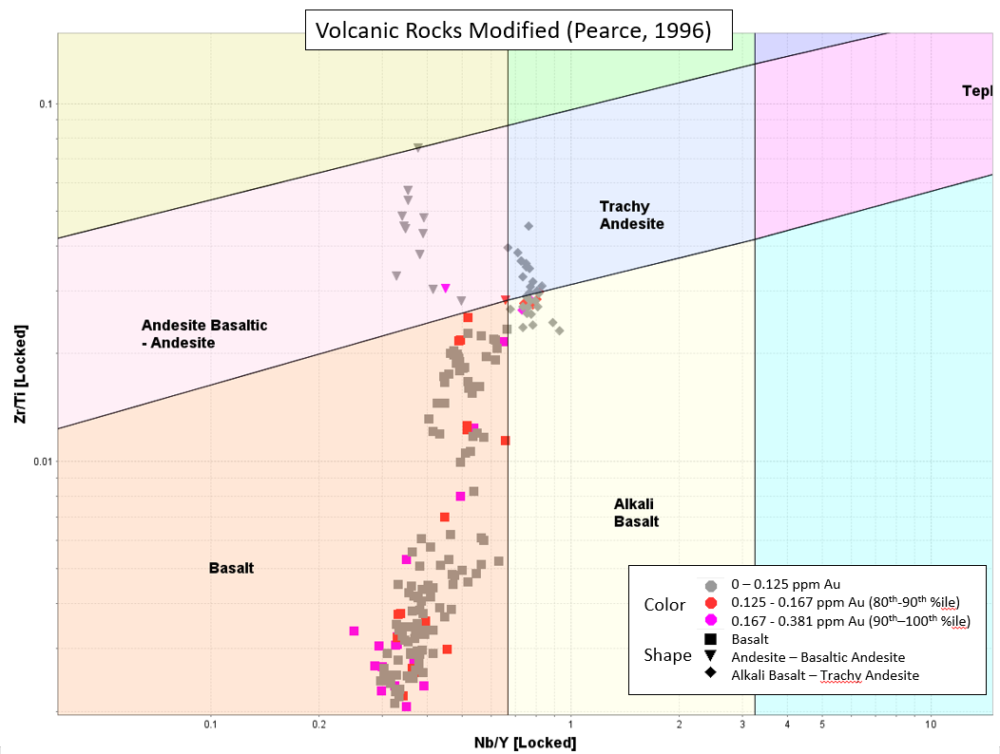 Volcanic Rocks Modified (Pearce, 1996)
Tepl
0.1
Trachy
Andesite
Andesite Basaltic
- Andesite
Zr/Ti [Locked]
0.01
Alkali
Basalt
Basalt
Color
0 – 0.125 ppm Au
0.125 - 0.167 ppm Au (80th-90th %ile)
0.167 - 0.381 ppm Au (90th–100th %ile)
Shape
Basalt
Andesite – Basaltic Andesite
Alkali Basalt – Trachy Andesite
0.1 0.2 1 2 3 4 5 10
Nb/Y [Locked]